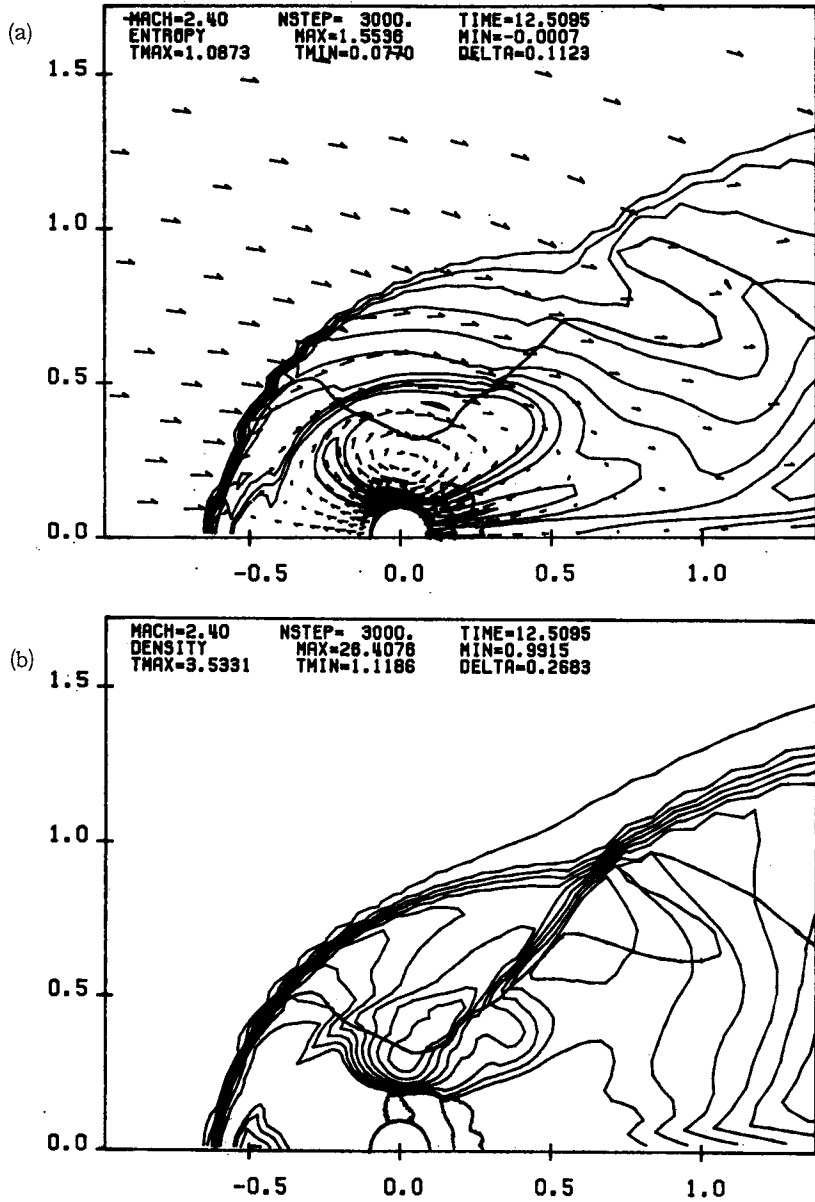 (a)
-MACH=2.40 NSTEP= 3000. TIME=12.5095
ENTROPY MAX=1.5536 MIN=-0.0007
TMAX=1.0873 TMIN=0.0770 DELTA=0.1123
1.5
1.0
0.5
0.0
-0.5 0.0 0.5 1.0
(b)
MACH=2.40 NSTEP= 3000. TIME=12.5095
DENSITY MAX=26.4076 MIN=0.9915
TMAX=3.5331 TMIN=1.1186 DELTA=0.2683
1.5
1.0
0.5
0.0
-0.5 0.0 0.5 1.0